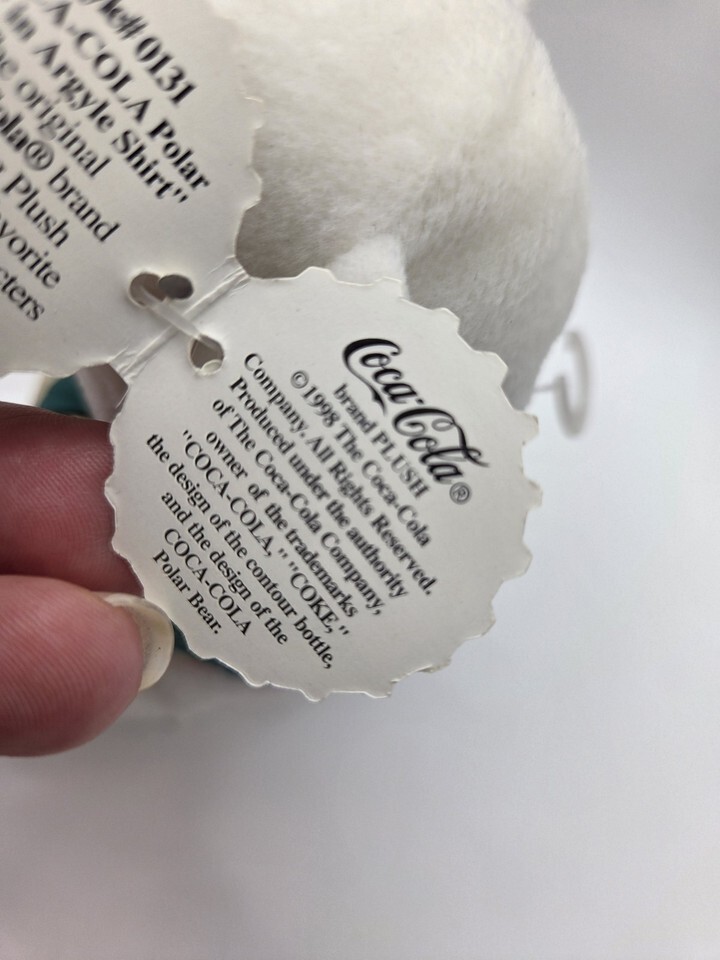 #0131
A-COLA Polar
in Argyle Shirt"
original
® brand
Plush
Coca-Cola®
brand PLUSH
©1998 The Coca-Cola
Company. All Rights Reserved.
Produced under the authority
of The Coca-Cola Company,
owner of the trademarks
"COCA-COLA," "COKE,"
the design of the contour bottle,
and the design of the
COCA-COLA
Polar Bear.